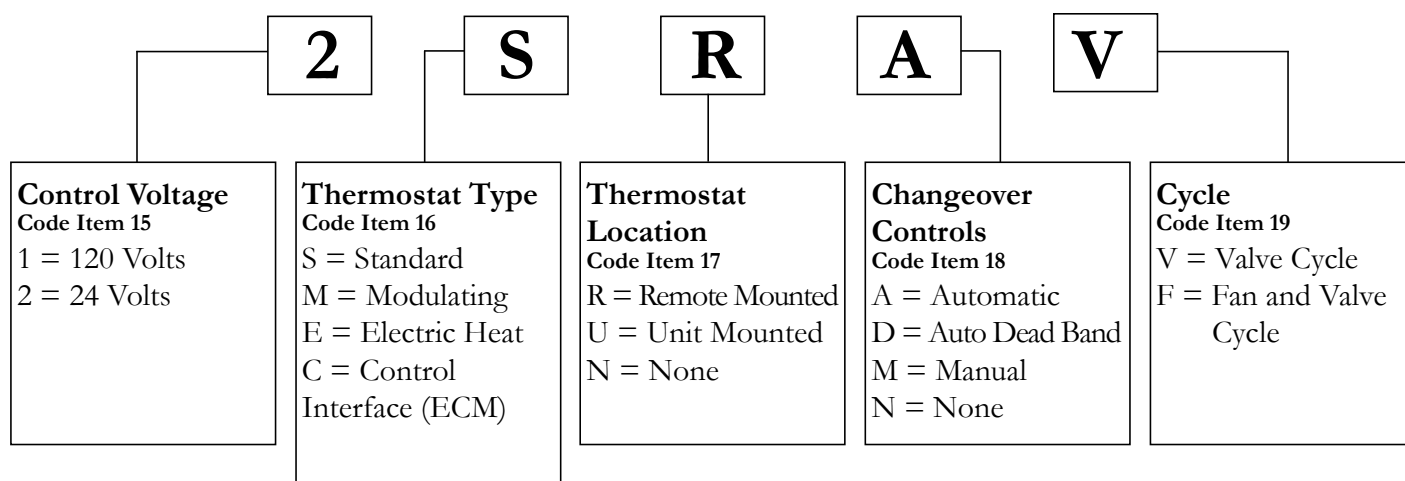 2 S R A V
Control Voltage
Code Item 15
1 = 120 Volts
2 = 24 Volts
Thermostat Type
Code Item 16
S = Standard
M = Modulating
E = Electric Heat
C = Control
Interface (ECM)
Thermostat
Location
Code Item 17
R = Remote Mounted
U = Unit Mounted
N = None
Changeover
Controls
Code Item 18
A = Automatic
D = Auto Dead Band
M = Manual
N = None
Cycle
Code Item 19
V = Valve Cycle
F = Fan and Valve
Cycle